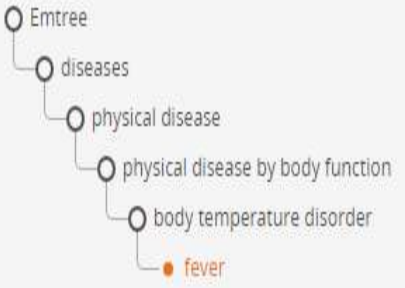 Emtree
diseases
physical disease
physical disease by body function
body temperature disorder
fever